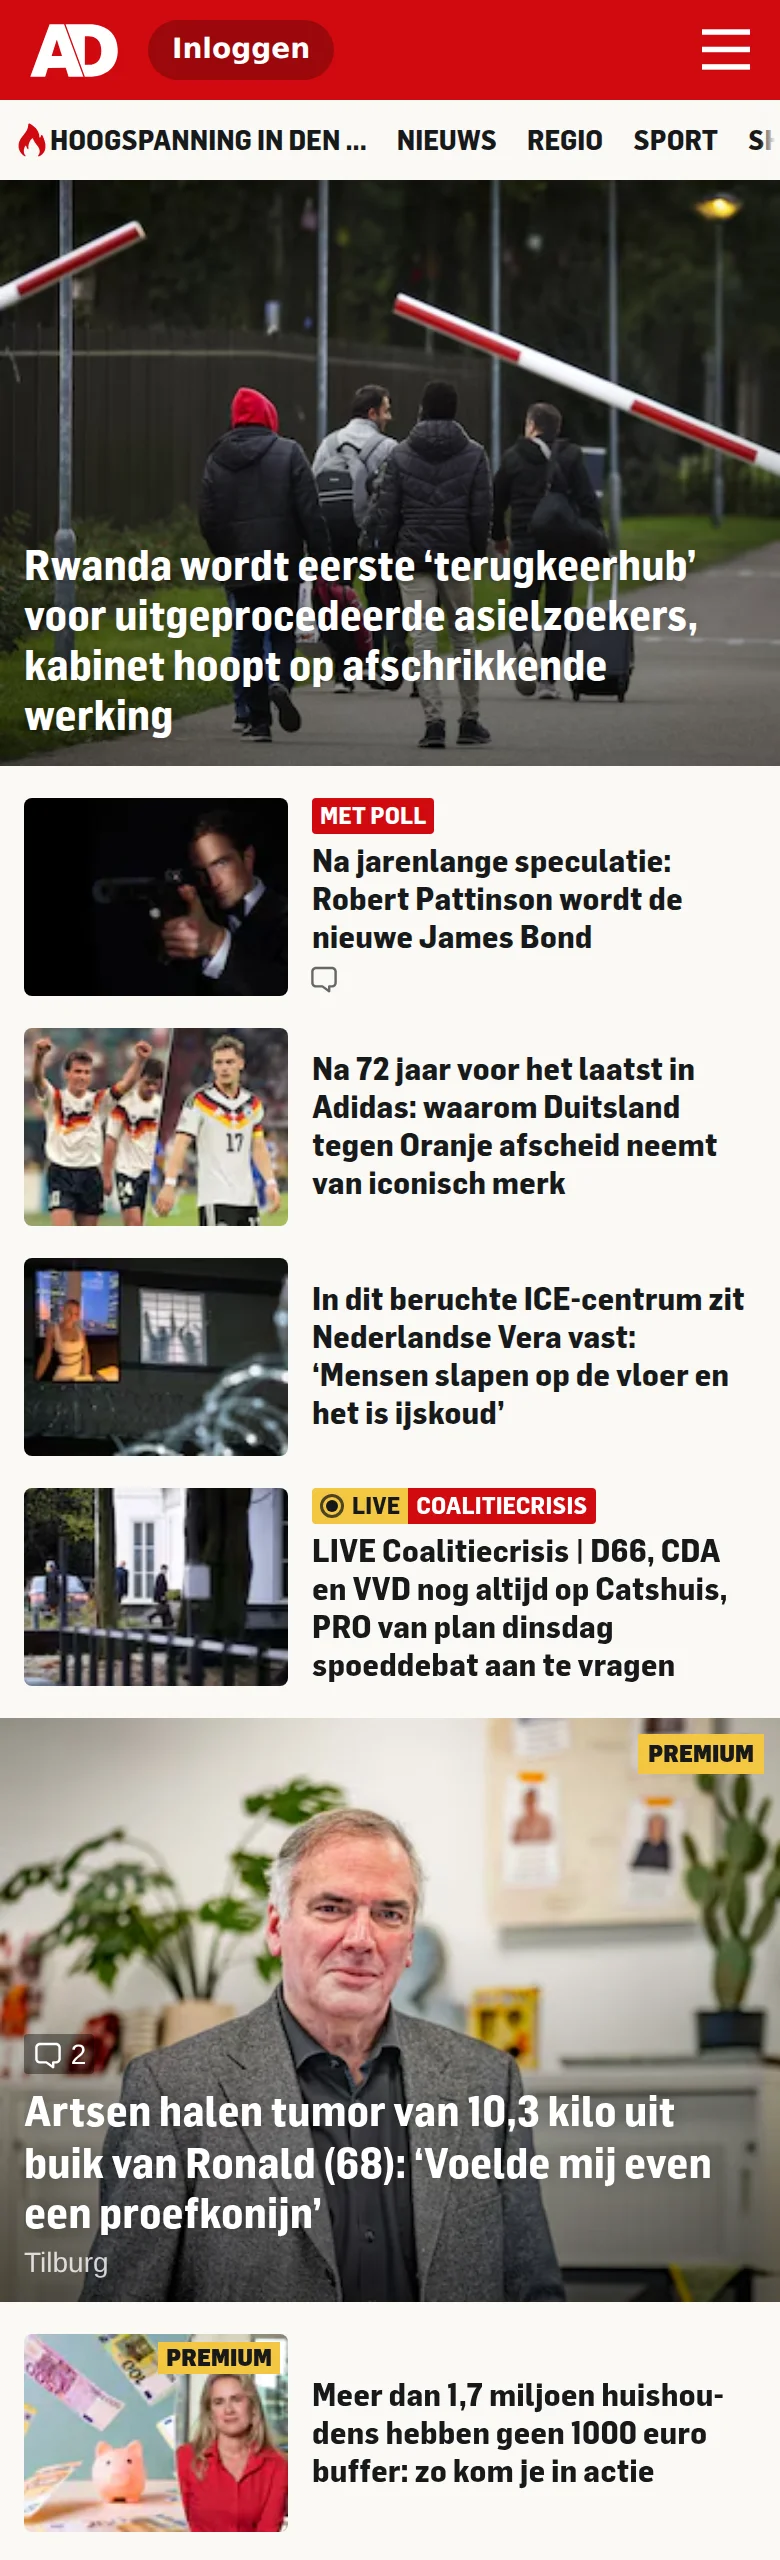 AD
Inloggen
HOOGSPANNING IN DEN ... NIEUWS REGIO SPORT
Rwanda wordt eerste ‘terugkeerhub’
voor uitgeprocedeerde asielzoekers,
kabinet hoopt op afschrikkende
werking
MET POLL
Na jarenlange speculatie:
Robert Pattinson wordt de
nieuwe James Bond
Na 72 jaar voor het laatst in
Adidas: waarom Duitsland
tegen Oranje afscheid neemt
van iconisch merk
17
In dit beruchte ICE-centrum zit
Nederlandse Vera vast:
‘Mensen slapen op de vloer en
het is ijskoud’
LIVE COALITIECRISIS
LIVE Coalitiecrisis | D66, CDA
en VVD nog altijd op Catshuis,
PRO van plan dinsdag
spoeddebat aan te vragen
PREMIUM
2
Artsen halen tumor van 10,3 kilo uit
buik van Ronald (68): ‘Voelde mij even
een proefkonijn’
Tilburg
PREMIUM
Meer dan 1,7 miljoen huishou-
dens hebben geen 1000 euro
buffer: zo kom je in actie